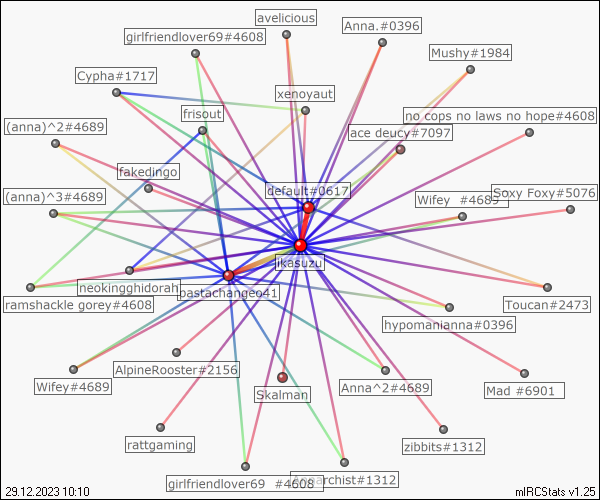 avelicious
Anna.#0396
girlfriendlover69#4608
Mushy#1984
Cypha#1717
xenoyaut
no cops no laws no hope#4608
frisout
(anna)^2#4689
ace deucy#7097
fakedingo
default#0617
(anna)^3#4689
Wifey #4689
Soxy Foxy#5076
jkasuzu
neokingghidorah
pastachangeo41
ramshackle gorey#4608
Toucan#2473
hypomanianna#0396
AlpineRooster#2156
Wifey#4689
Anna^2#4689
Mad #6901
Skalman
rattgaming
zibbits#1312
girlfriendlover69 #4608
archist#1312
29.12.2023 10:10
mIRCStats v1.25